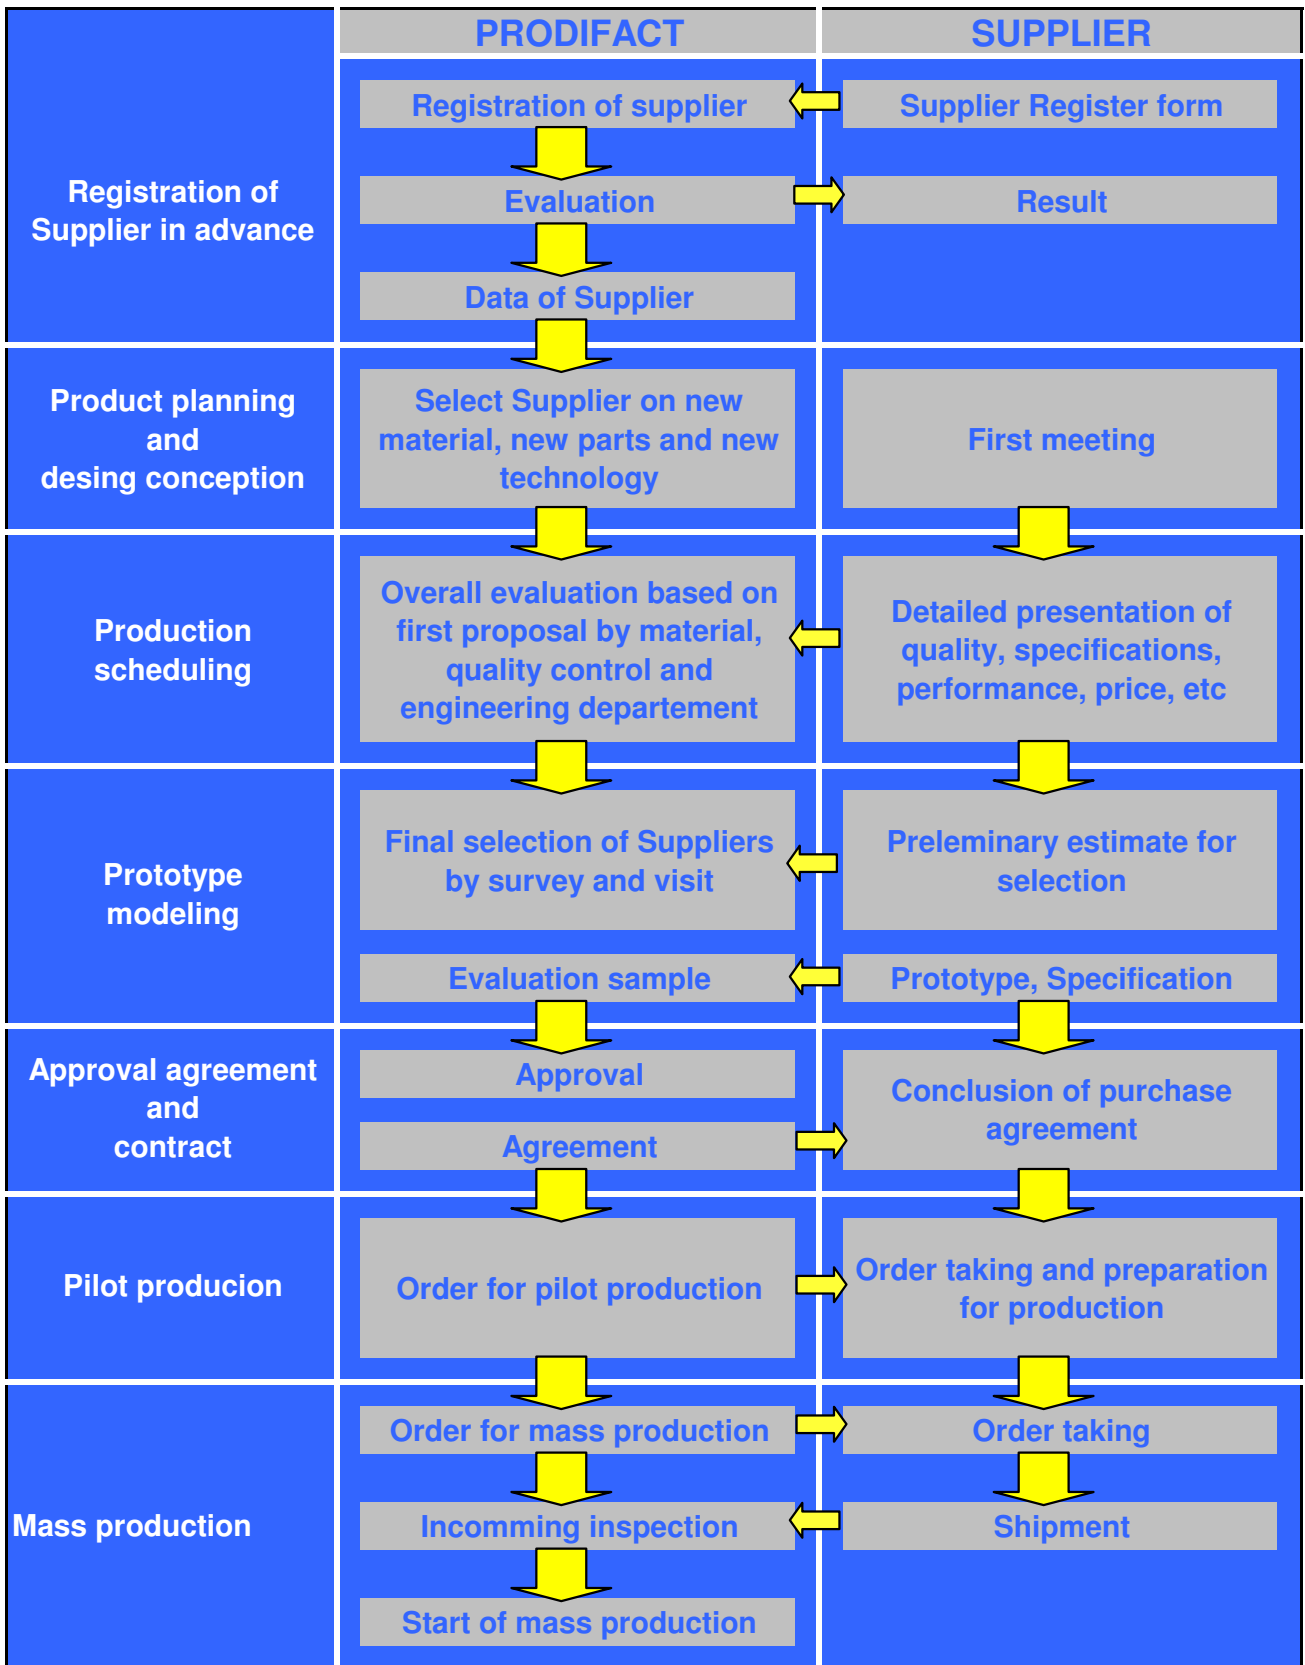 PRODIFACT
SUPPLIER
Registration of
Supplier in advance
Registration of supplier
Supplier Register form
Evaluation
Result
Data of Supplier
Product planning
and
desing conception
Select Supplier on new
material, new parts and new
technology
First meeting
Production
scheduling
Overall evaluation based on
first proposal by material,
quality control and
engineering departement
Detailed presentation of
quality, specifications,
performance, price, etc
Prototype
modeling
Final selection of Suppliers
by survey and visit
Preleminary estimate for
selection
Evaluation sample
Prototype, Specification
Approval agreement
and
contract
Approval
Agreement
Conclusion of purchase
agreement
Pilot producion
Order for pilot production
Order taking and preparation
for production
Mass production
Order for mass production
Order taking
Incomming inspection
Shipment
Start of mass production